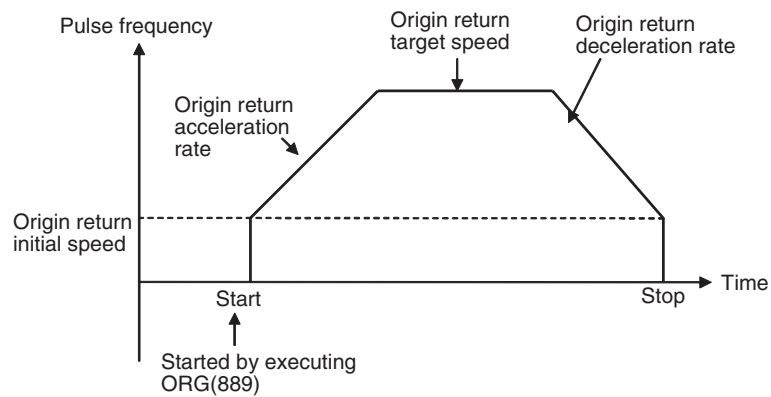 Pulse frequency
Origin return
target speed
Origin return
deceleration rate
Origin return
acceleration
rate
Origin return
initial speed
Time
Start
Stop
Started by executing
ORG(889)